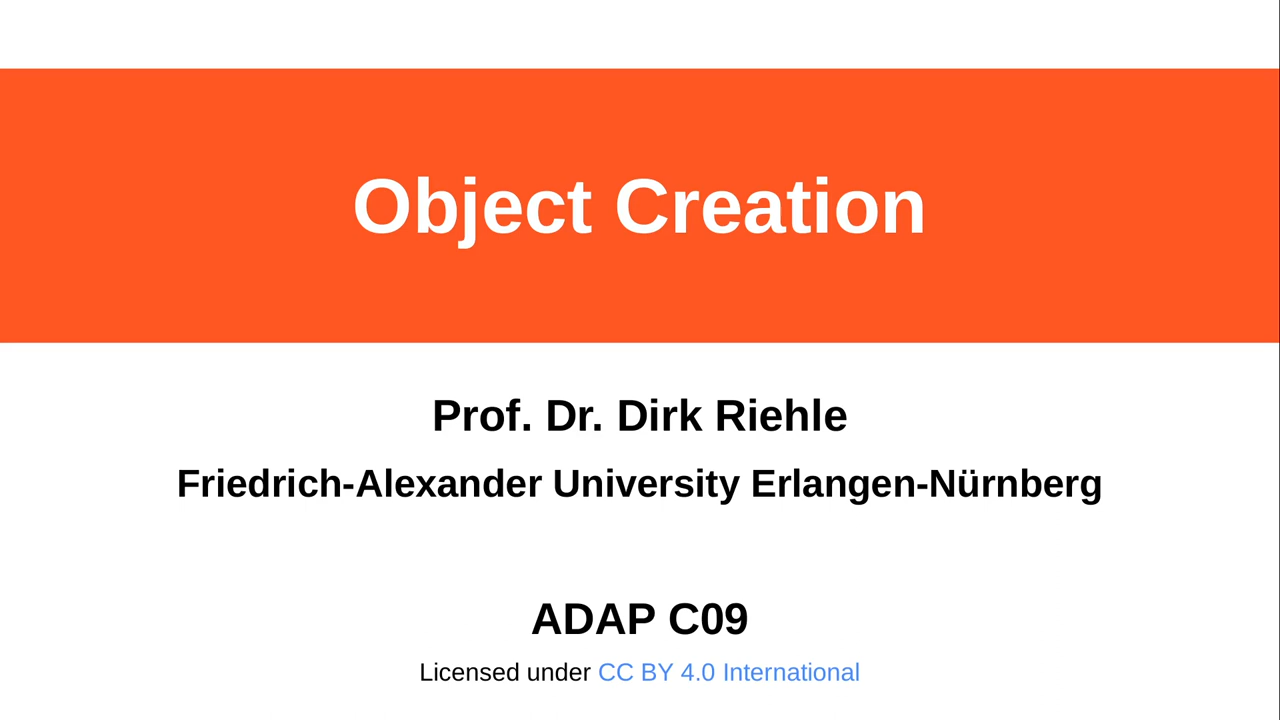 Object Creation
Prof. Dr. Dirk Riehle
Friedrich-Alexander University Erlangen-Nürnberg
ADAP C09
Licensed under CC BY 4.0 International